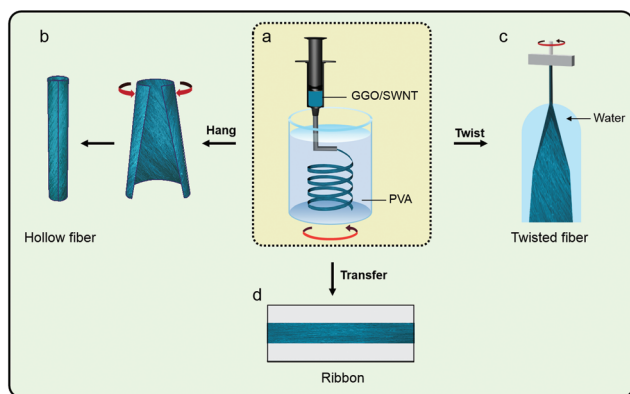 b
a
c
GGO/SWNT
Water
Hang
Twist
PVA
Hollow fiber
Twisted fiber
Transfer
d
Ribbon